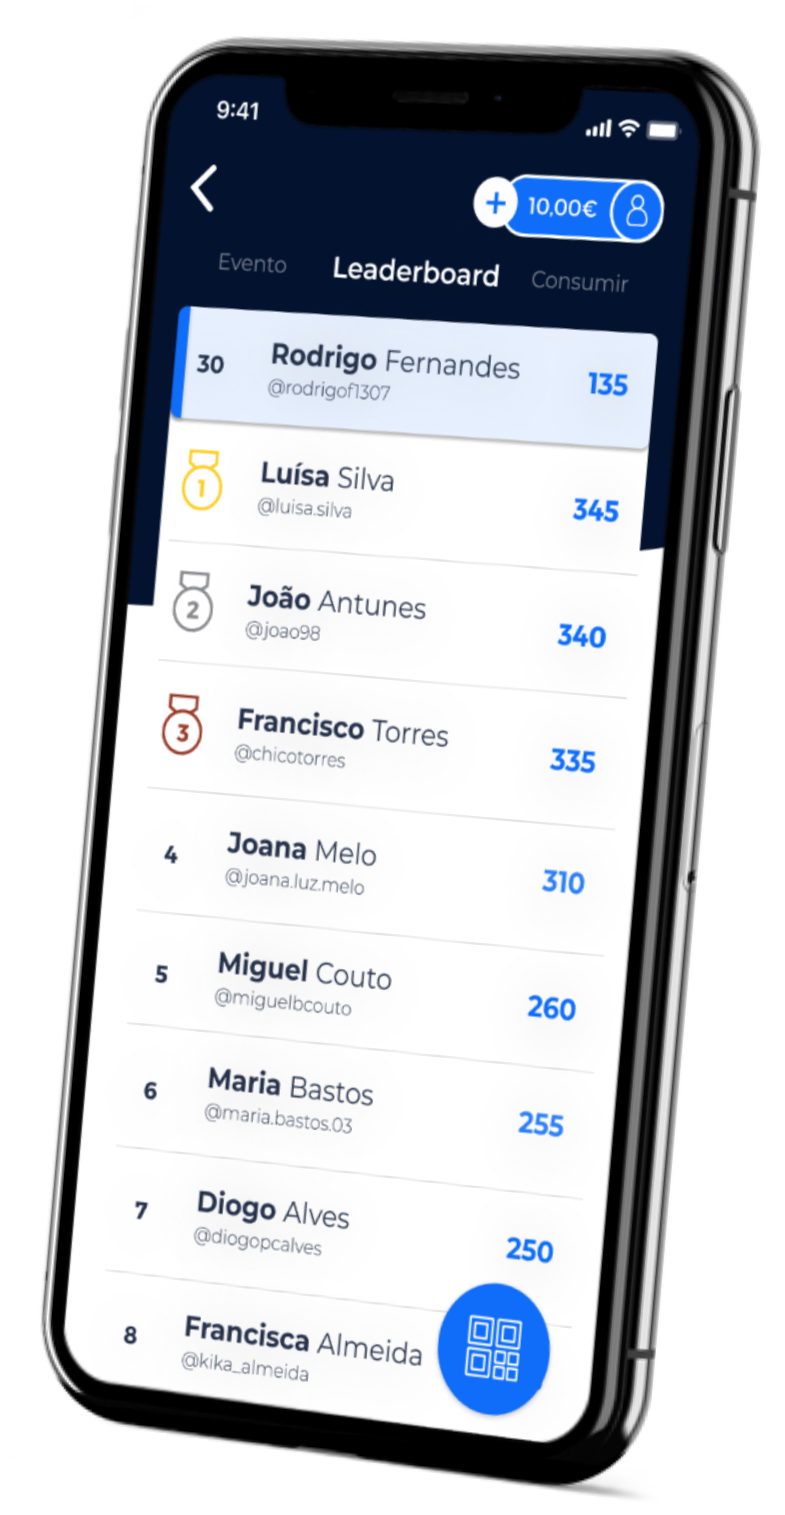 9:41
+ 10,00€
Evento Leaderboard Consumir
30 Rodrigo Fernandes 135
@rodrigof1307
1 Luísa Silva 345
@luisa.silva
2 João Antunes 340
@joao98
3 Francisco Torres 335
@chicotorres
4 Joana Melo 310
@joana.luz.melo
5 Miguel Couto 260
@miguelbcouto
6 Maria Bastos 255
@maria.bastos.03
7 Diogo Alves 250
@diogopcalves
8 Francisca Almeida
@kika_almeida